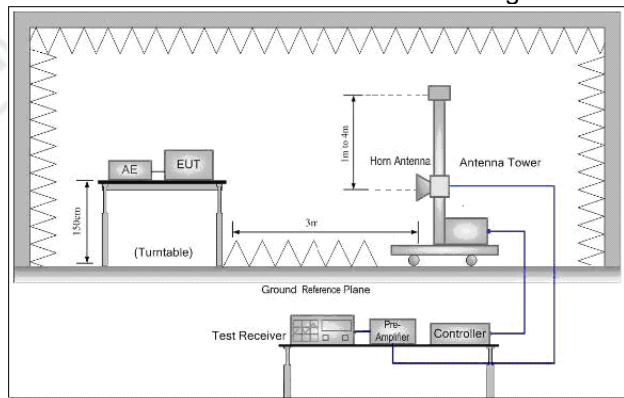 1m to 4m
Horn Antenna
Antenna Tower
AE
EUT
150cm
(Turntable)
3m
Ground Reference Plane
Test Receiver
Pre-
Amplifier
Controller